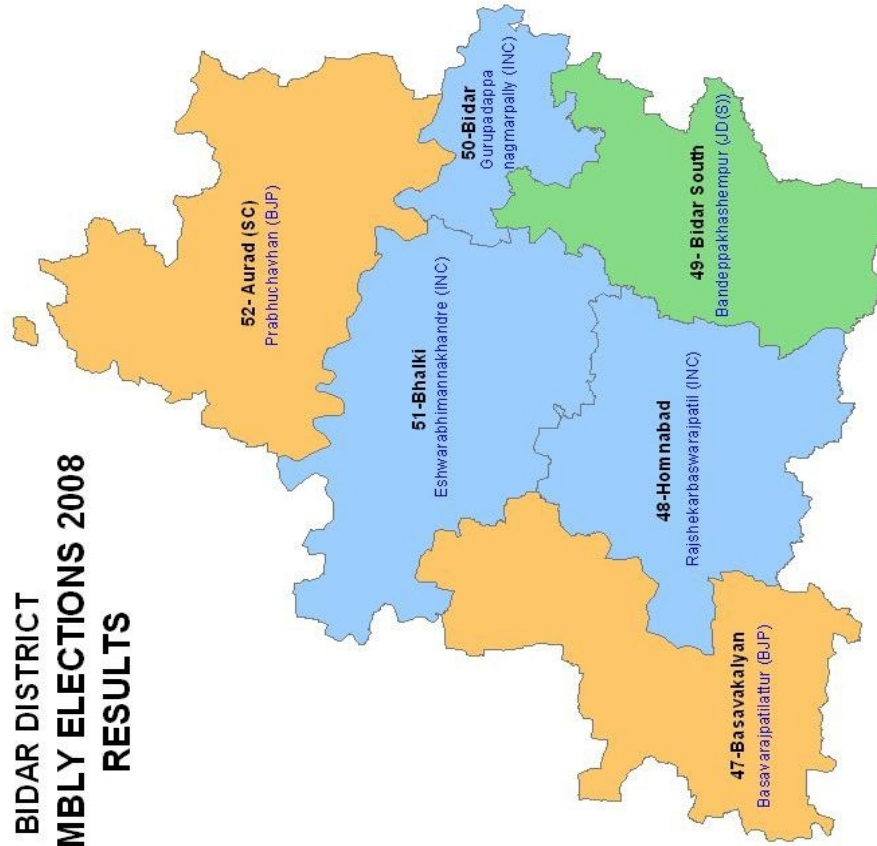 BIDAR DISTRICT
MBLY ELECTIONS 2008
RESULTS
52- Aurad (SC)
Prabhuchavhan (BJP)
50-Bidar
Gurupadappa
nagmarpally (INC)
51-Bhalki
Eshwarabhimannakhandre (INC)
49- Bidar South
Bandeppakhashempur (JD(S))
48-Homnabad
Rajshekarbaswarajpatil (INC)
47-Basavakalyan
Basavarajpatilattur (BJP)